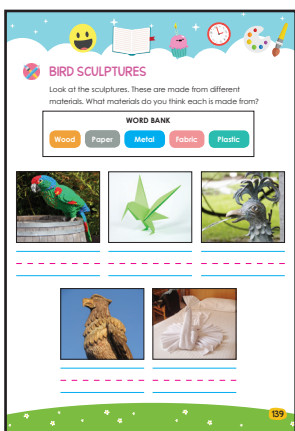 BIRD SCULPTURES
Look at the sculptures. These are made from different
materials. What materials do you think each is made from?
WORD BANK
Wood Paper Metal Fabric Plastic
139